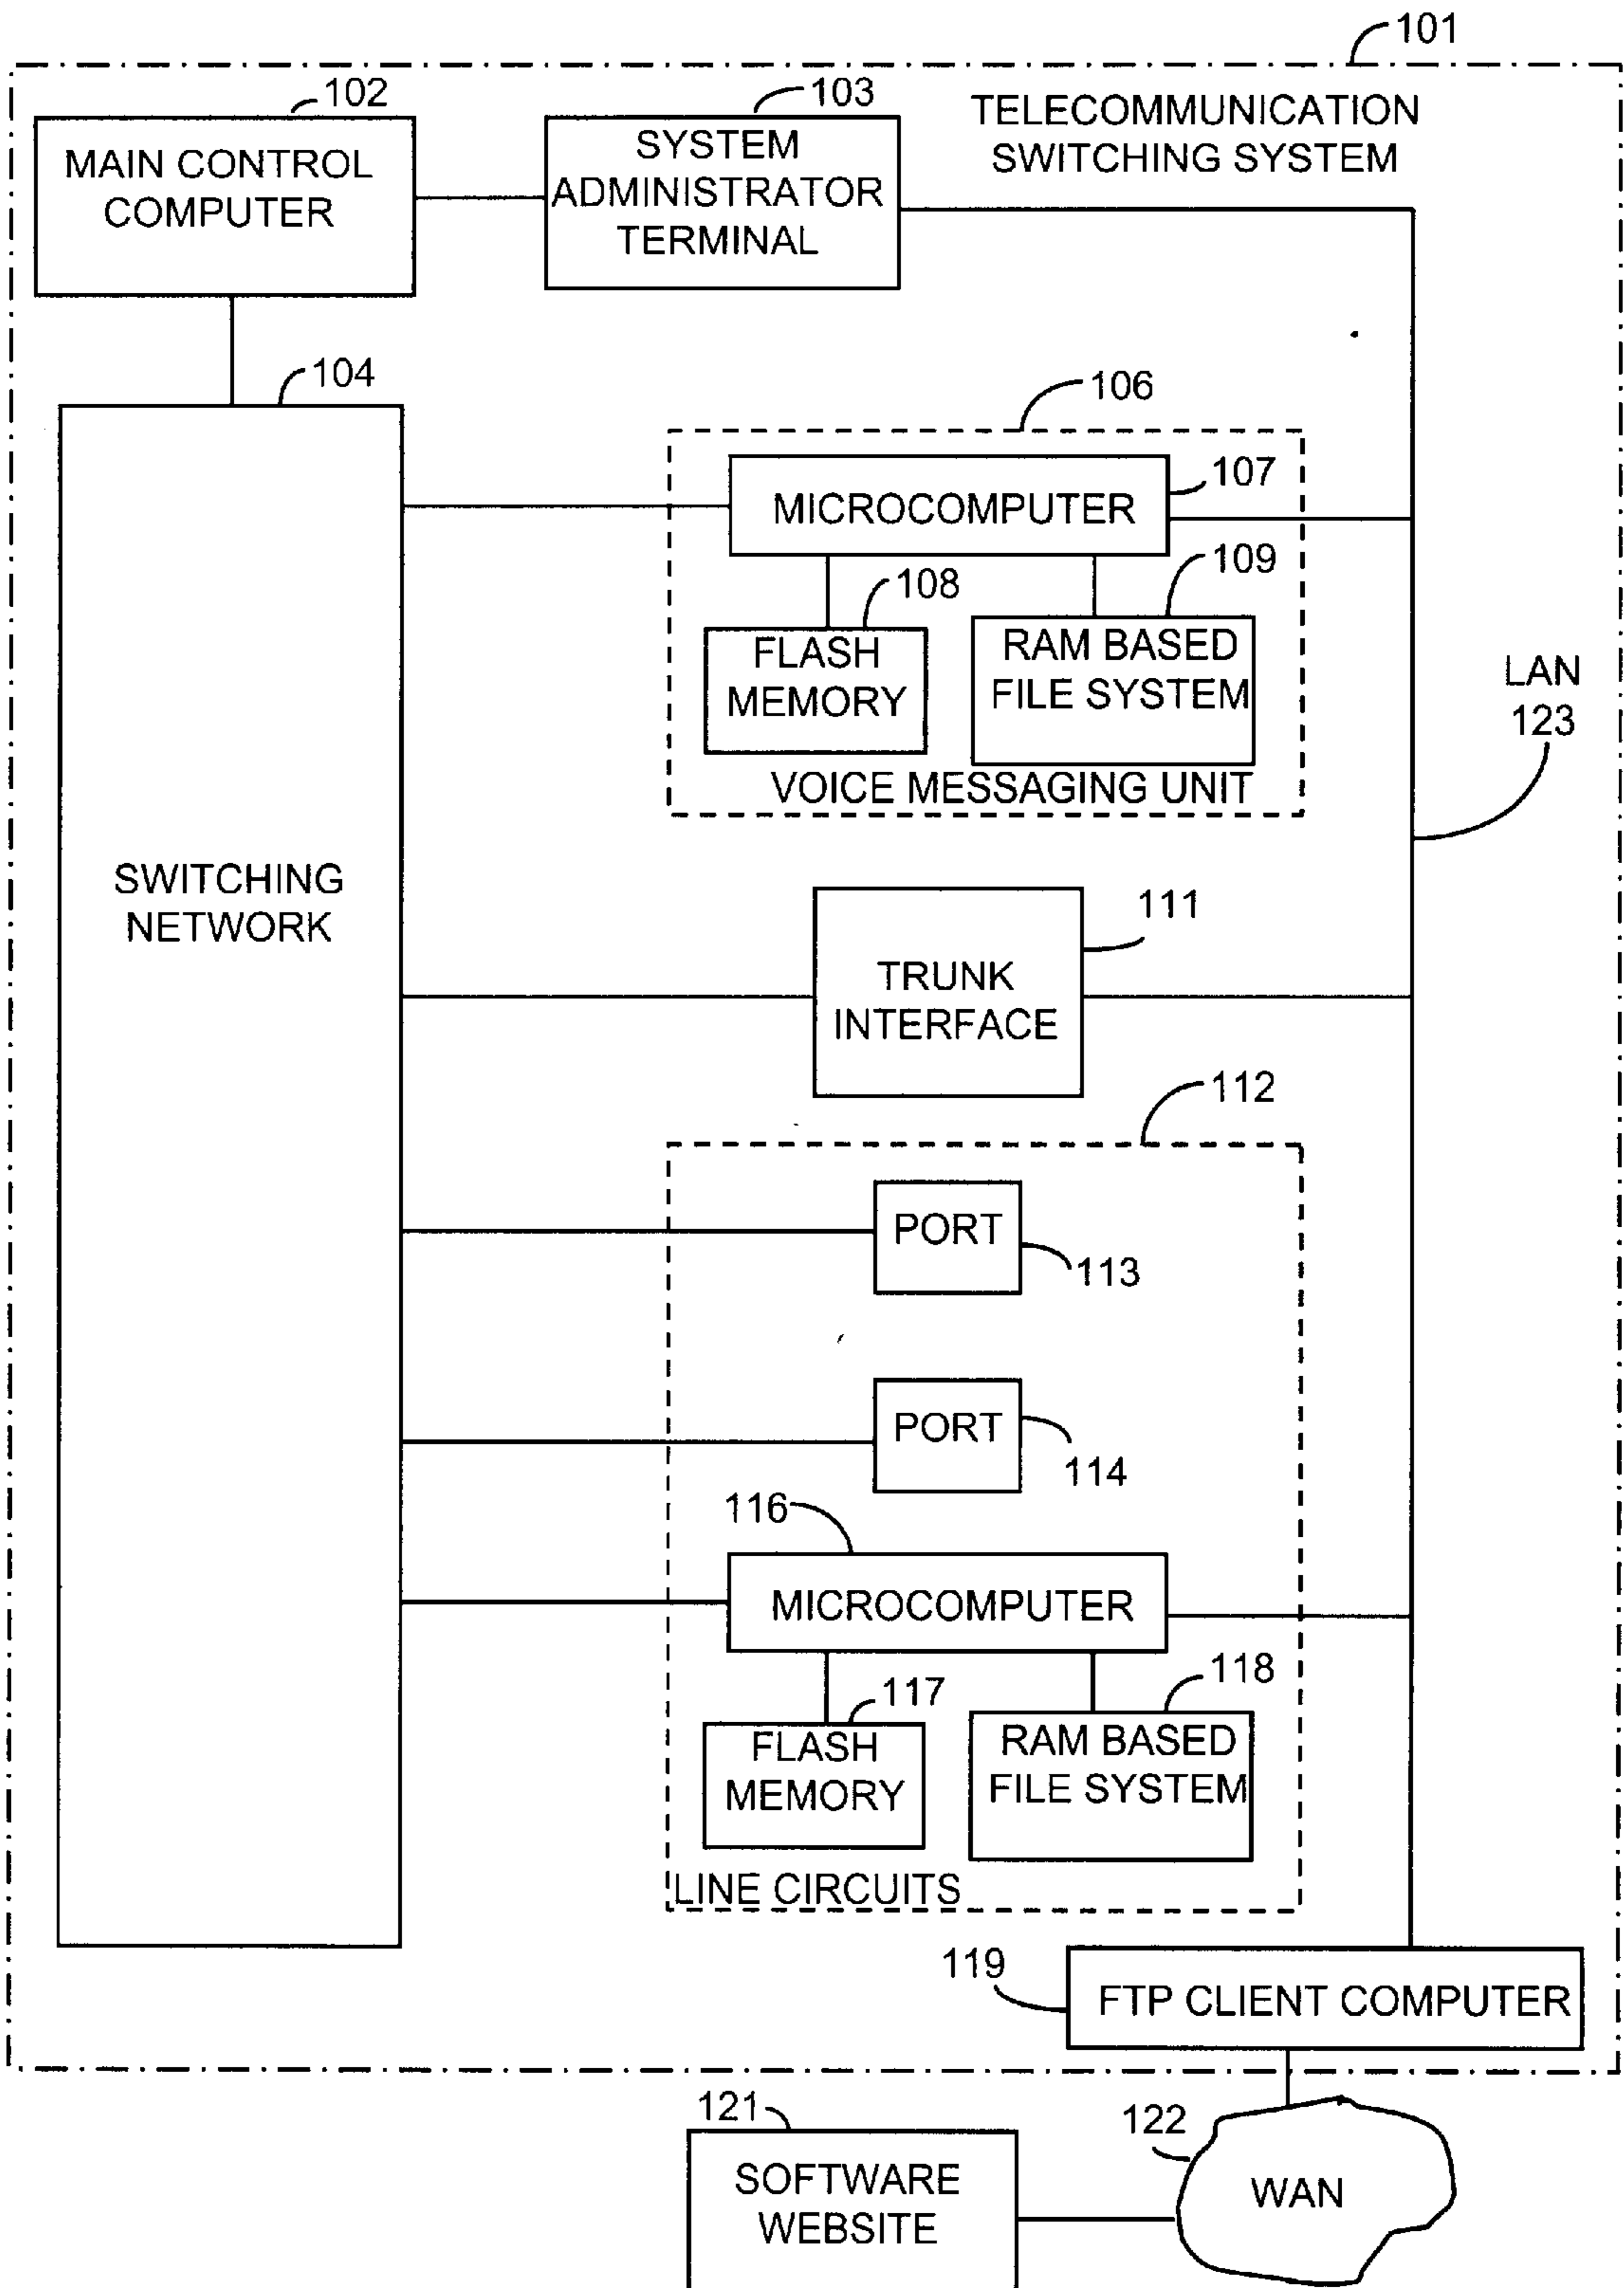 101
102
103
TELECOMMUNICATION
SWITCHING SYSTEM
MAIN CONTROL
COMPUTER
SYSTEM
ADMINISTRATOR
TERMINAL
104
106
107
MICROCOMPUTER
108
109
FLASH
MEMORY
RAM BASED
FILE SYSTEM
VOICE MESSAGING UNIT
LAN
123
SWITCHING
NETWORK
111
TRUNK
INTERFACE
112
PORT
113
PORT
114
116
MICROCOMPUTER
117
118
FLASH
MEMORY
RAM BASED
FILE SYSTEM
LINE CIRCUITS
119
FTP CLIENT COMPUTER
121
122
SOFTWARE
WEBSITE
WAN